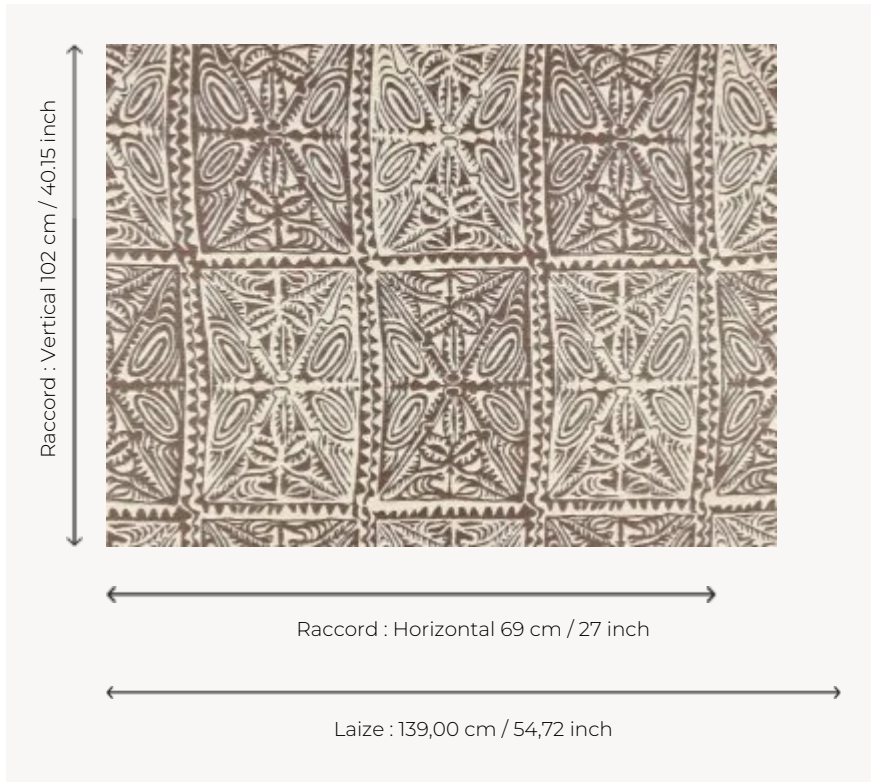 Raccord : Vertical 102 cm / 40.15 inch
Raccord : Horizontal 69 cm / 27 inch
Laize : 139,00 cm / 54,72 inch